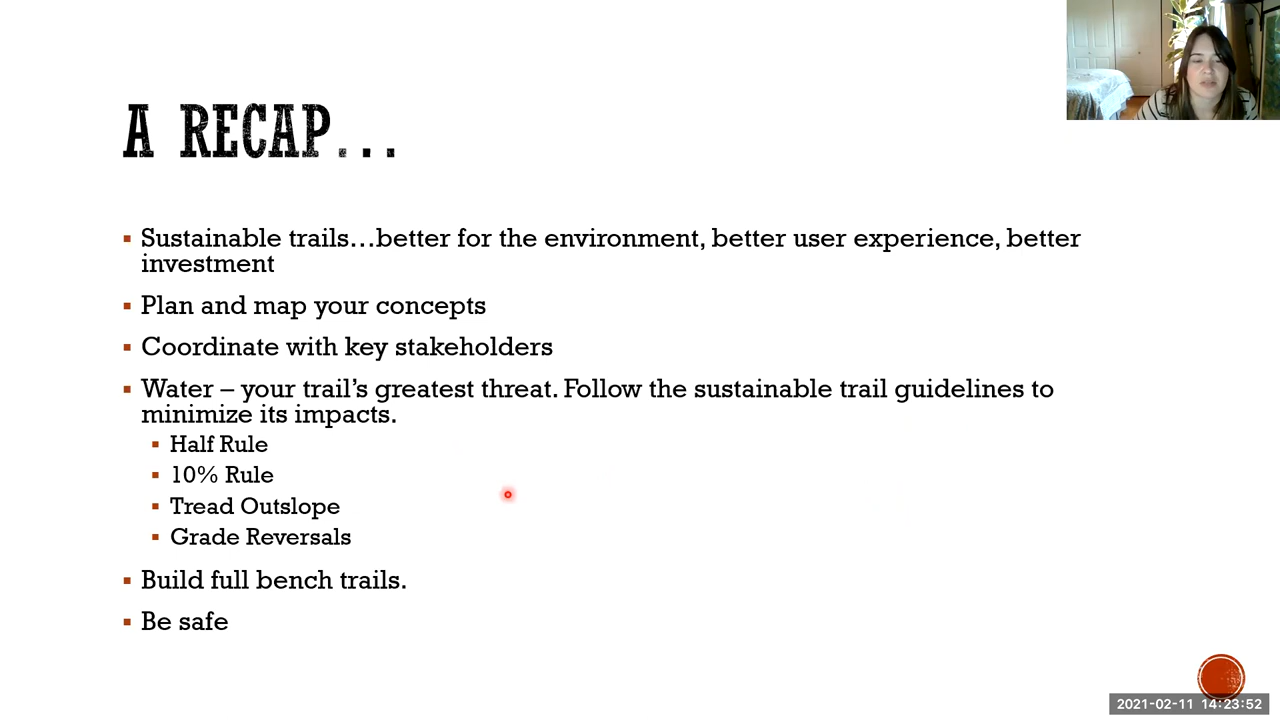 A RECAP...
Sustainable trails...better for the environment, better user experience, better
investment
Plan and map your concepts
Coordinate with key stakeholders
Water – your trail’s greatest threat. Follow the sustainable trail guidelines to
minimize its impacts.
Half Rule
10% Rule
Tread Outslope
Grade Reversals
Build full bench trails.
Be safe
2021-02-11 14:23:52